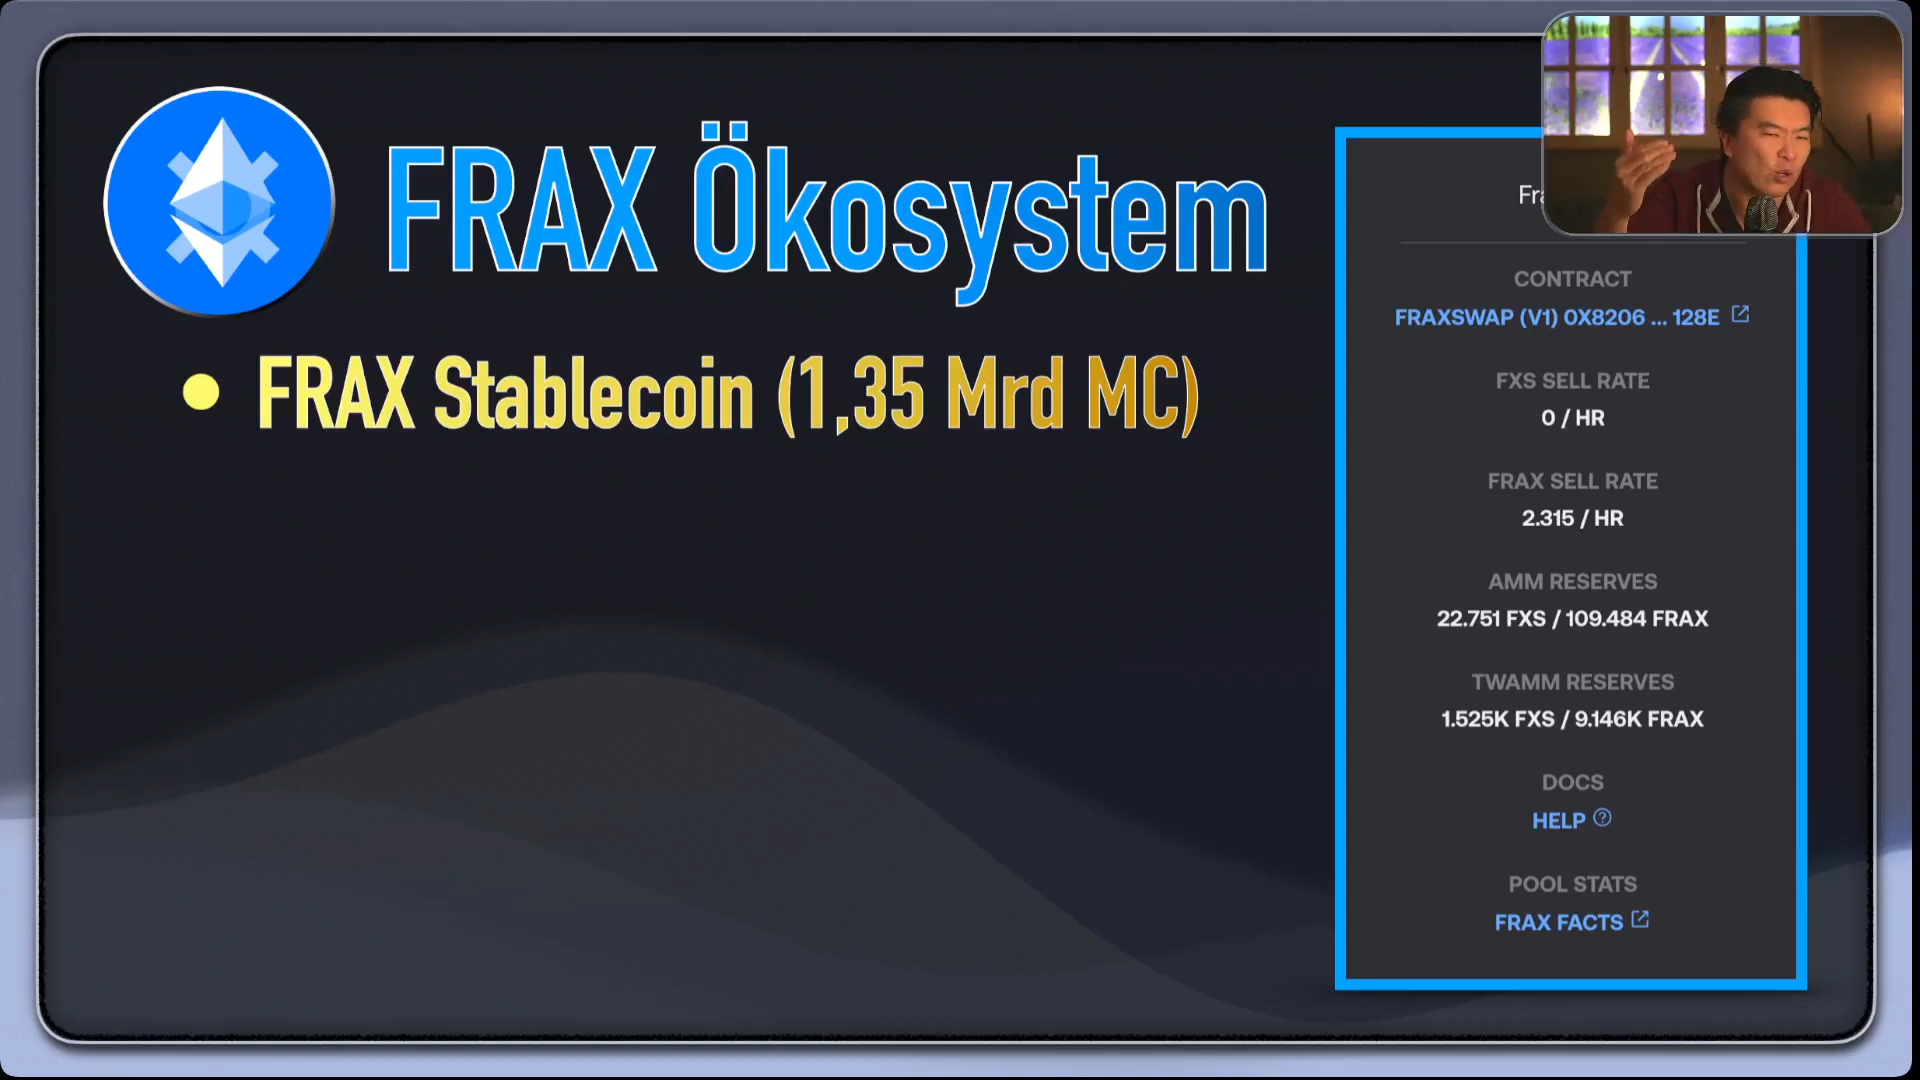 FRAX Ökosystem
• FRAX Stablecoin (1,35 Mrd MC)
CONTRACT
FRAXSWAP (V1) 0X8206 ... 128E
FXS SELL RATE
0 / HR
FRAX SELL RATE
2.315 / HR
AMM RESERVES
22.751 FXS / 109.484 FRAX
TWAMM RESERVES
1.525K FXS / 9.146K FRAX
DOCS
HELP
POOL STATS
FRAX FACTS